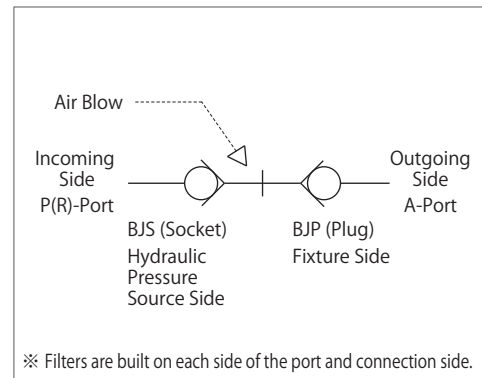 Air Blow
Incoming
Side
P(R)-Port
Outgoing
Side
A-Port
BJS (Socket)
Hydraulic
Pressure
Source Side
BJP (Plug)
Fixture Side
※ Filters are built on each side of the port and connection side.